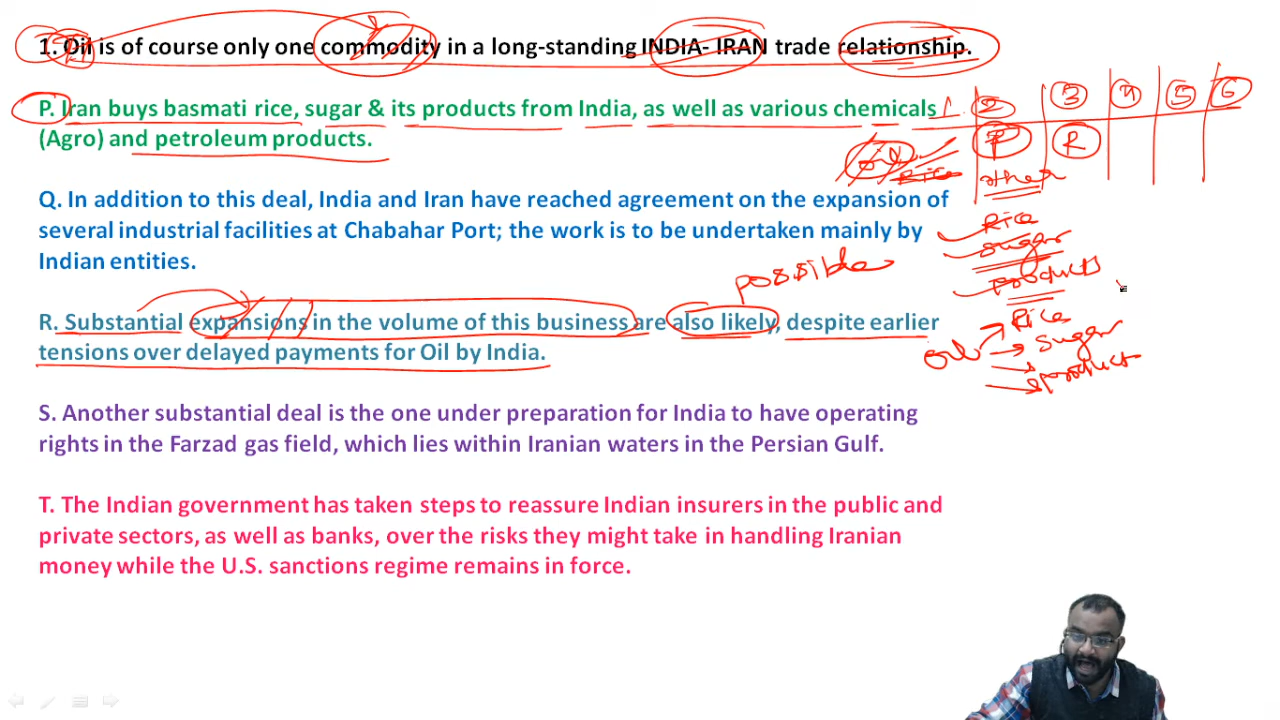 1. Oil is of course only one commodity in a long-standing INDIA- IRAN trade relationship.
P. Iran buys basmati rice, sugar & its products from India, as well as various chemicals
(Agro) and petroleum products.
1 2 3 4 5 6
oil P R
Rice other
Rice
sugar
products
Q. In addition to this deal, India and Iran have reached agreement on the expansion of
several industrial facilities at Chabahar Port; the work is to be undertaken mainly by
Indian entities.
possible
R. Substantial expansions in the volume of this business are also likely, despite earlier
tensions over delayed payments for Oil by India.
oil Rice
sugar
product
S. Another substantial deal is the one under preparation for India to have operating
rights in the Farzad gas field, which lies within Iranian waters in the Persian Gulf.
T. The Indian government has taken steps to reassure Indian insurers in the public and
private sectors, as well as banks, over the risks they might take in handling Iranian
money while the U.S. sanctions regime remains in force.